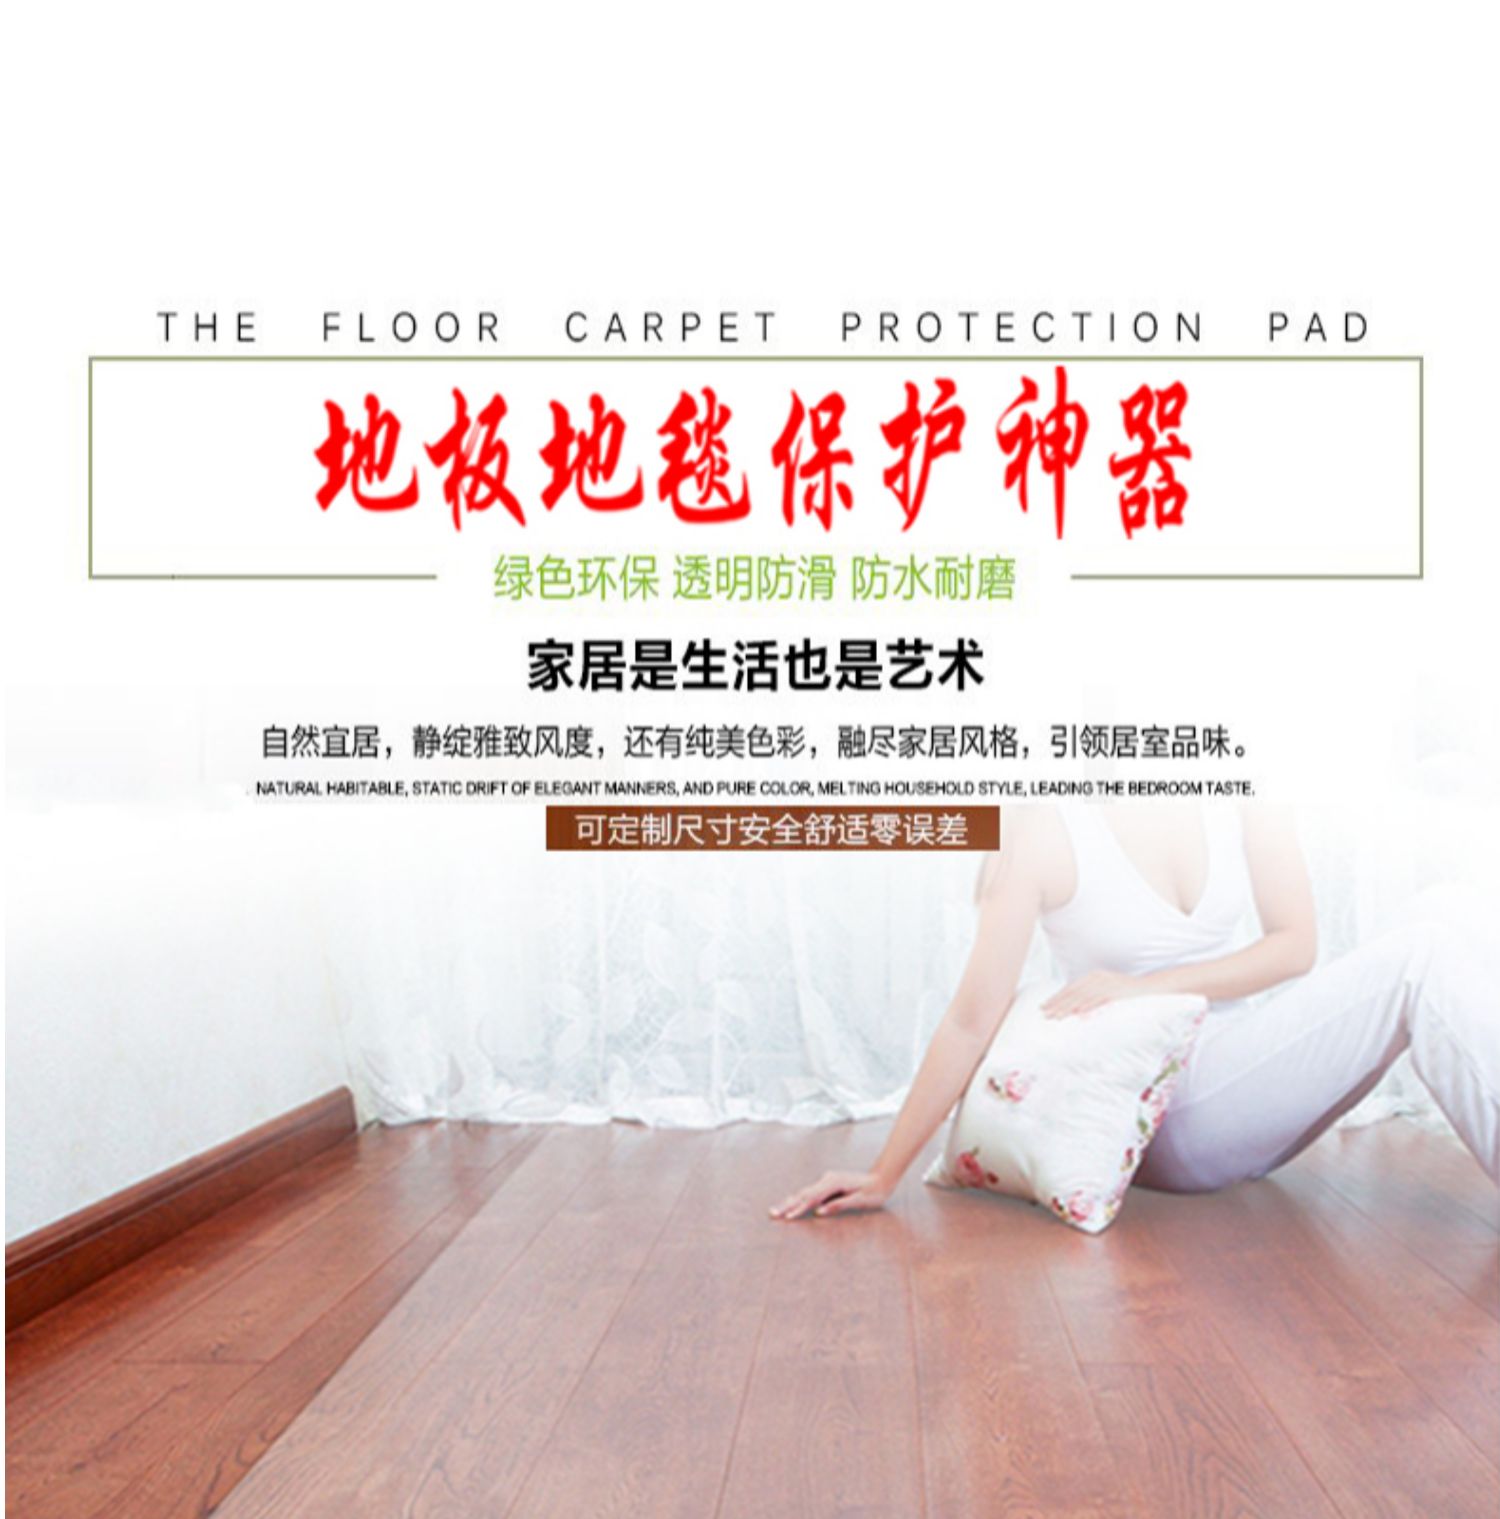 THE FLOOR CARPET PROTECTION PAD
地板地毯保护神器
绿色环保 透明防滑 防水耐磨
家居是生活也是艺术
自然宜居，静绽雅致风度，还有纯美色彩，融尽家居风格，引领居室品味。
NATURAL HABITABLE, STATIC DRIFT OF ELEGANT MANNERS, AND PURE COLOR, MELTING HOUSEHOLD STYLE, LEADING THE BEDROOM TASTE.
可定制尺寸安全舒适零误差